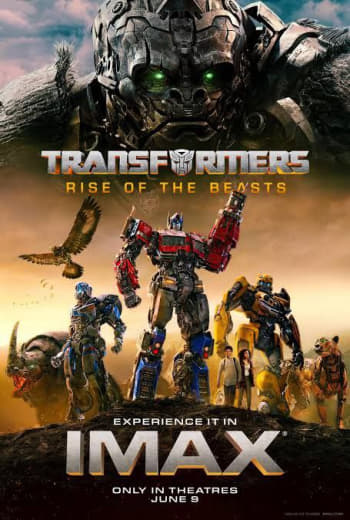 TRANSFORMERS
RISE OF THE BEASTS
EXPERIENCE IT IN
IMAX®
ONLY IN THEATRES
JUNE 9